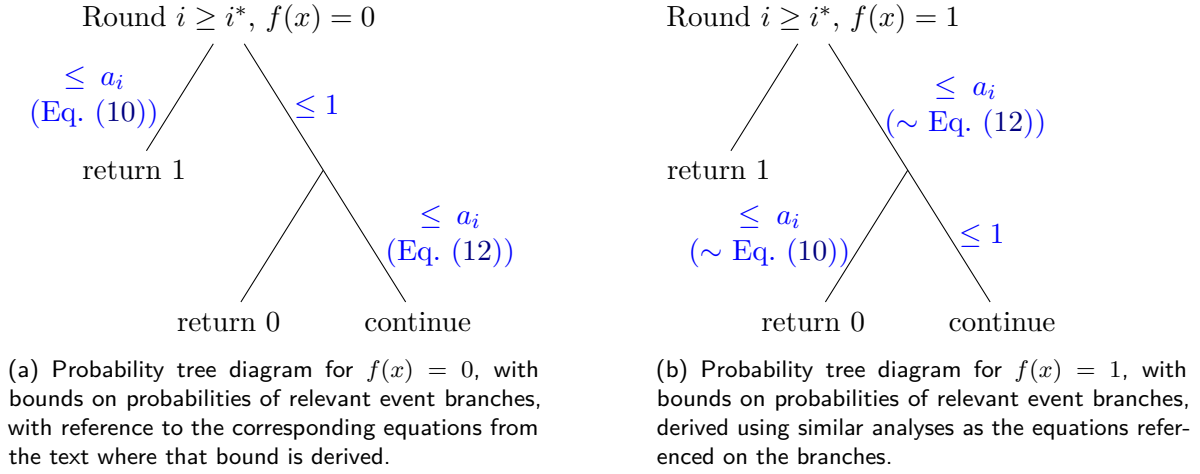 Round i ≥ i*, f(x) = 0
≤ a_i
(Eq. (10))
≤ 1
return 1
≤ a_i
(Eq. (12))
return 0
continue
(a) Probability tree diagram for f(x) = 0, with
bounds on probabilities of relevant event branches,
with reference to the corresponding equations from
the text where that bound is derived.
Round i ≥ i*, f(x) = 1
≤ a_i
(∼ Eq. (12))
return 1
≤ a_i
(∼ Eq. (10))
≤ 1
return 0
continue
(b) Probability tree diagram for f(x) = 1, with
bounds on probabilities of relevant event branches,
derived using similar analyses as the equations refer-
enced on the branches.